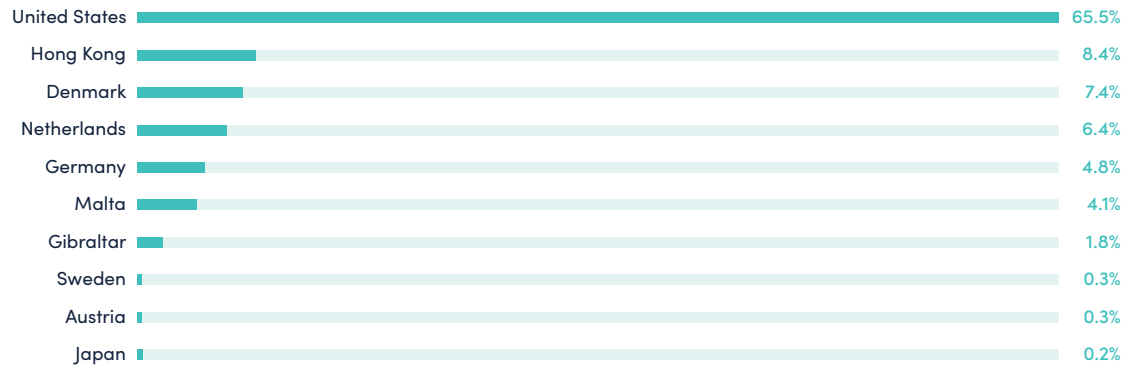 United States 65.5%
Hong Kong 8.4%
Denmark 7.4%
Netherlands 6.4%
Germany 4.8%
Malta 4.1%
Gibraltar 1.8%
Sweden 0.3%
Austria 0.3%
Japan 0.2%